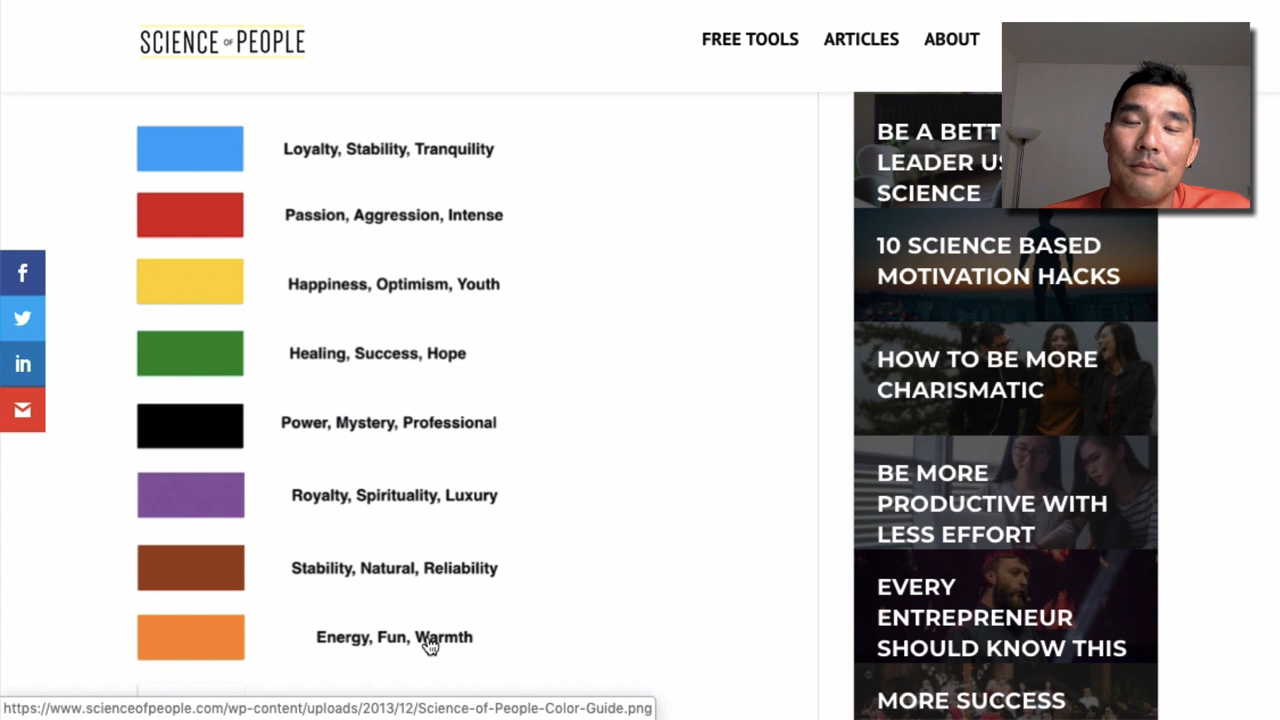 SCIENCE OF PEOPLE
FREE TOOLS
ARTICLES
ABOUT
Loyalty, Stability, Tranquility
Passion, Aggression, Intense
Happiness, Optimism, Youth
Healing, Success, Hope
Power, Mystery, Professional
Royalty, Spirituality, Luxury
Stability, Natural, Reliability
Energy, Fun, Warmth
f
in
BE A
LEADER
SCIENCE
10 SCIENCE BASED
MOTIVATION HACKS
HOW TO BE MORE
CHARISMATIC
BE MORE
PRODUCTIVE WITH
LESS EFFORT
EVERY
ENTREPRENEUR
SHOULD KNOW THIS
MORE SUCCESS
https://www.scienceofpeople.com/wp-content/uploads/2013/12/Science-of-People-Color-Guide.png